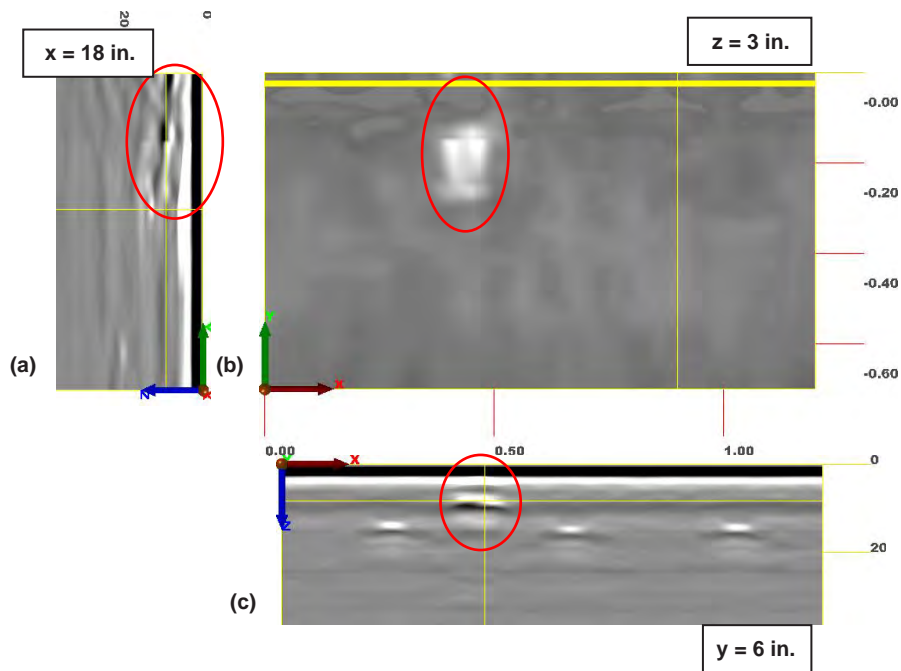 20
0
x = 18 in.
z = 3 in.
-0.00
-0.20
-0.40
-0.60
Y
x
(a)
(b)
0.00
0.50
1.00
x
z
0
20
(c)
y = 6 in.